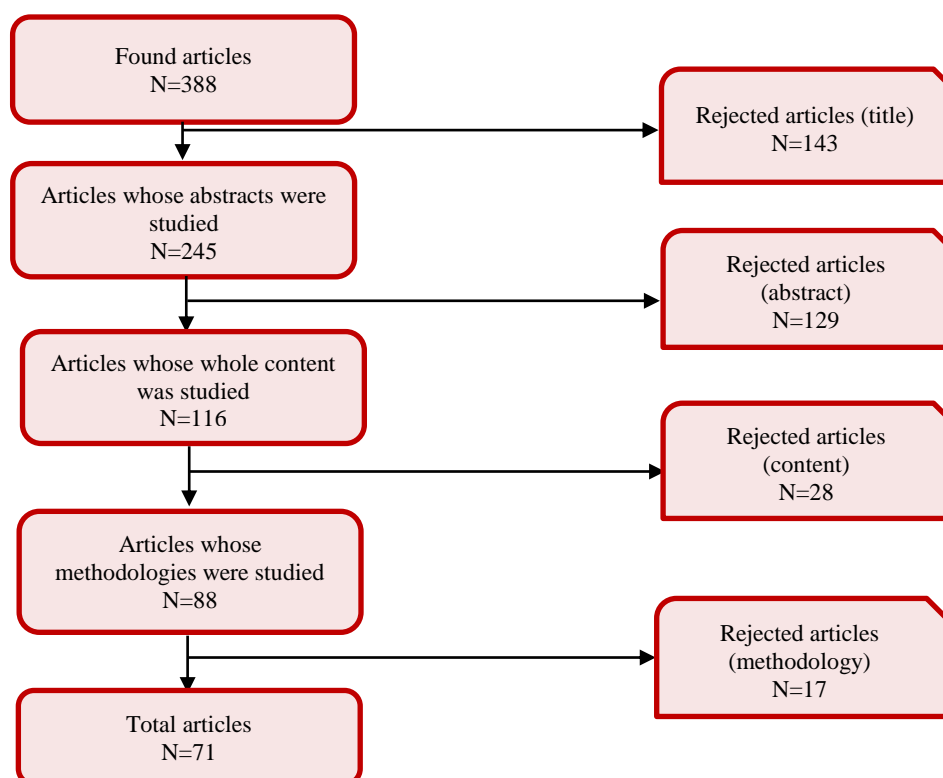 Found articles
N=388
Rejected articles (title)
N=143
Articles whose abstracts were
studied
N=245
Rejected articles
(abstract)
N=129
Articles whose whole content
was studied
N=116
Rejected articles
(content)
N=28
Articles whose
methodologies were studied
N=88
Rejected articles
(methodology)
N=17
Total articles
N=71